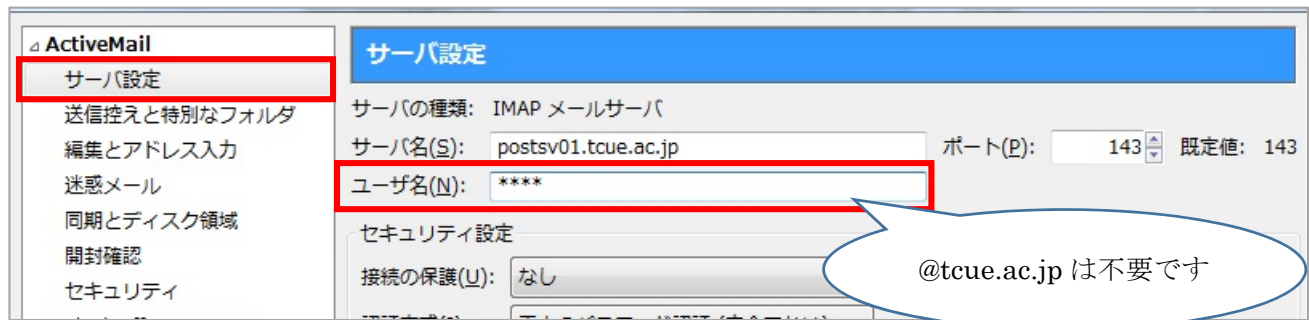 ActiveMail
サーバ設定
送信控えと特別なフォルダ
編集とアドレス入力
迷惑メール
同期とディスク領域
開封確認
セキュリティ
サーバ設定
サーバの種類: IMAP メールサーバ
サーバ名(S): postsv01.tcue.ac.jp ポート(P): 143 既定値: 143
ユーザ名(N): ****
セキュリティ設定
接続の保護(U): なし
@tcue.ac.jp は不要です